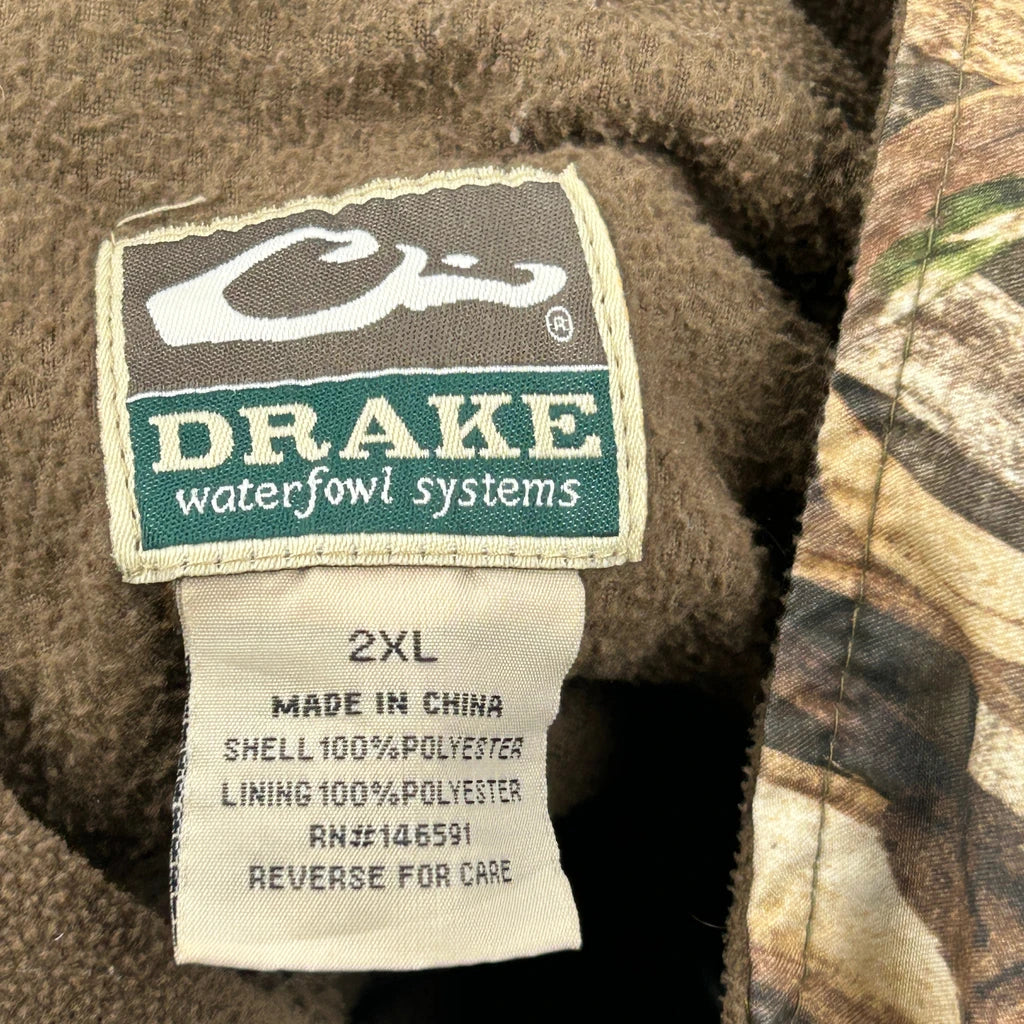 ®
DRAKE
waterfowl systems
2XL
MADE IN CHINA
SHELL 100% POLYESTER
LINING 100% POLYESTER
RN#146591
REVERSE FOR CARE